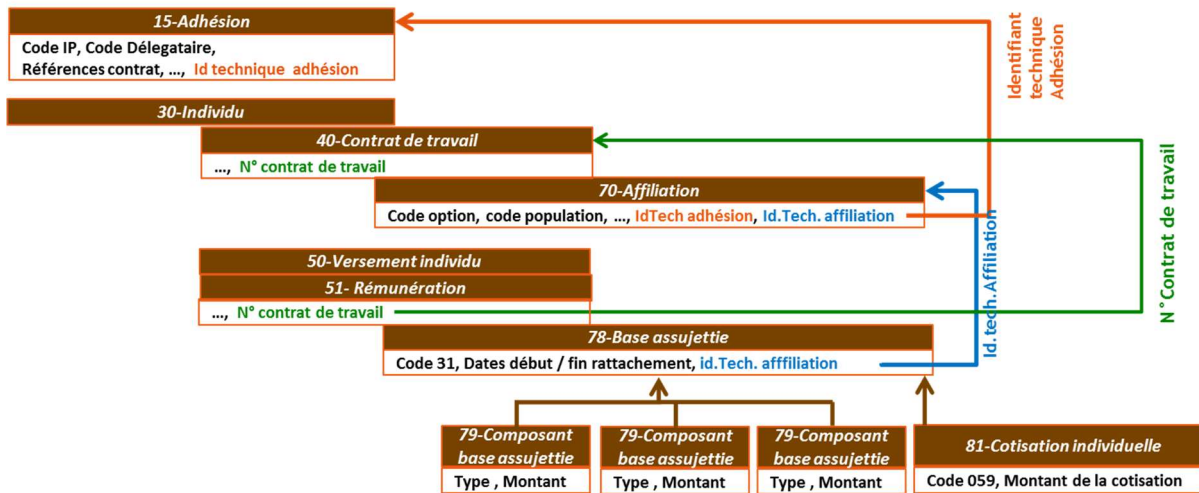 15-Adhésion
Code IP, Code Délegataire,
Références contrat, ..., Id technique adhésion
Identifiant
technique
Adhésion
30-Individu
40-Contrat de travail
..., N° contrat de travail
70-Affiliation
Code option, code population, ..., IdTech adhésion, Id.Tech. affiliation
N°Contrat de travail
Id.tech.Affiliation
50-Versement individu
51- Rémunération
..., N° contrat de travail
78-Base assujettie
Code 31, Dates début / fin rattachement, id.Tech. afffiliation
79-Composant
base assujettie
Type , Montant
79-Composant
base assujettie
Type , Montant
79-Composant
base assujettie
Type , Montant
81-Cotisation individuelle
Code 059, Montant de la cotisation